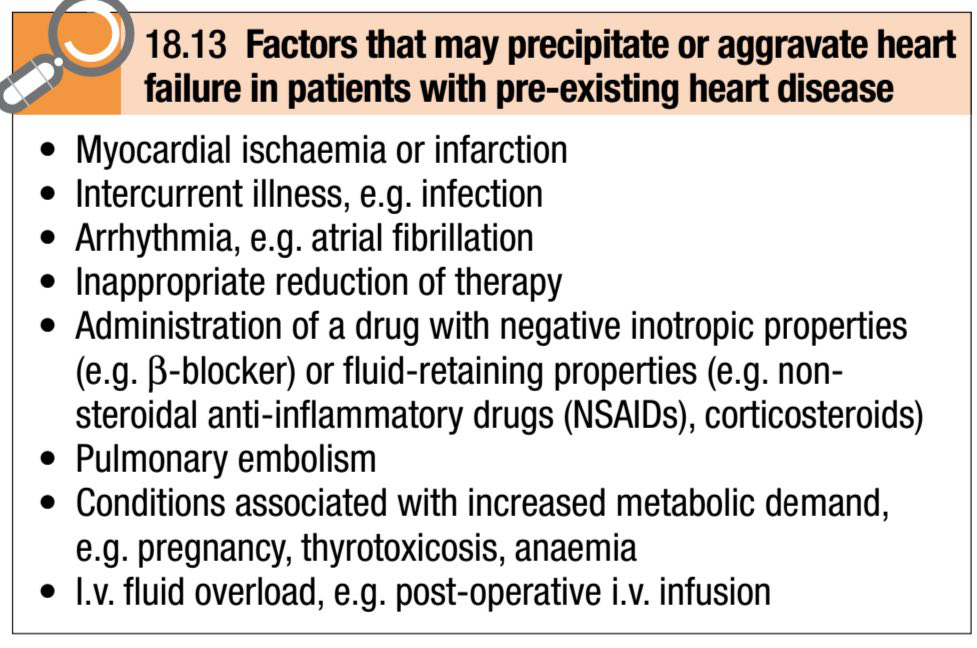 18.13 Factors that may precipitate or aggravate heart
failure in patients with pre-existing heart disease
• Myocardial ischaemia or infarction
• Intercurrent illness, e.g. infection
• Arrhythmia, e.g. atrial fibrillation
• Inappropriate reduction of therapy
• Administration of a drug with negative inotropic properties
(e.g. β-blocker) or fluid-retaining properties (e.g. non-
steroidal anti-inflammatory drugs (NSAIDs), corticosteroids)
• Pulmonary embolism
• Conditions associated with increased metabolic demand,
e.g. pregnancy, thyrotoxicosis, anaemia
• I.v. fluid overload, e.g. post-operative i.v. infusion